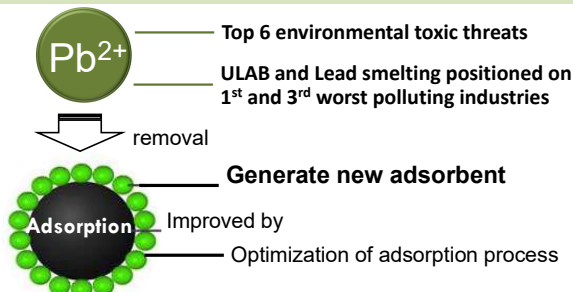 Pb²⁺
Top 6 environmental toxic threats
ULAB and Lead smelting positioned on
1ˢᵗ and 3ʳᵈ worst polluting industries
removal
Generate new adsorbent
Adsorption
Improved by
Optimization of adsorption process